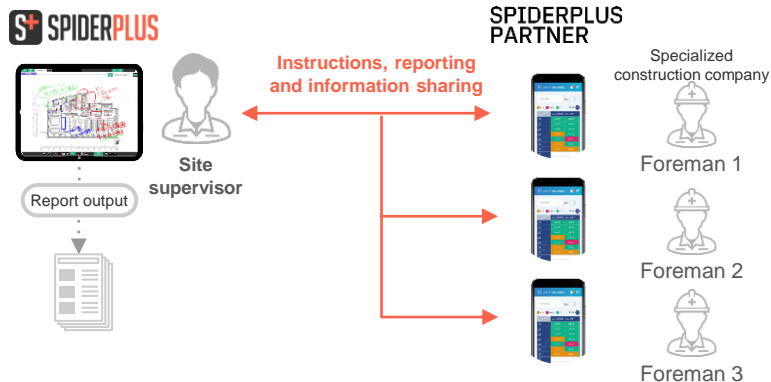 S+ SPIDERPLUS
SPIDERPLUS
PARTNER
Instructions, reporting
and information sharing
Specialized
construction company
Site
supervisor
Report output
Foreman 1
Foreman 2
Foreman 3